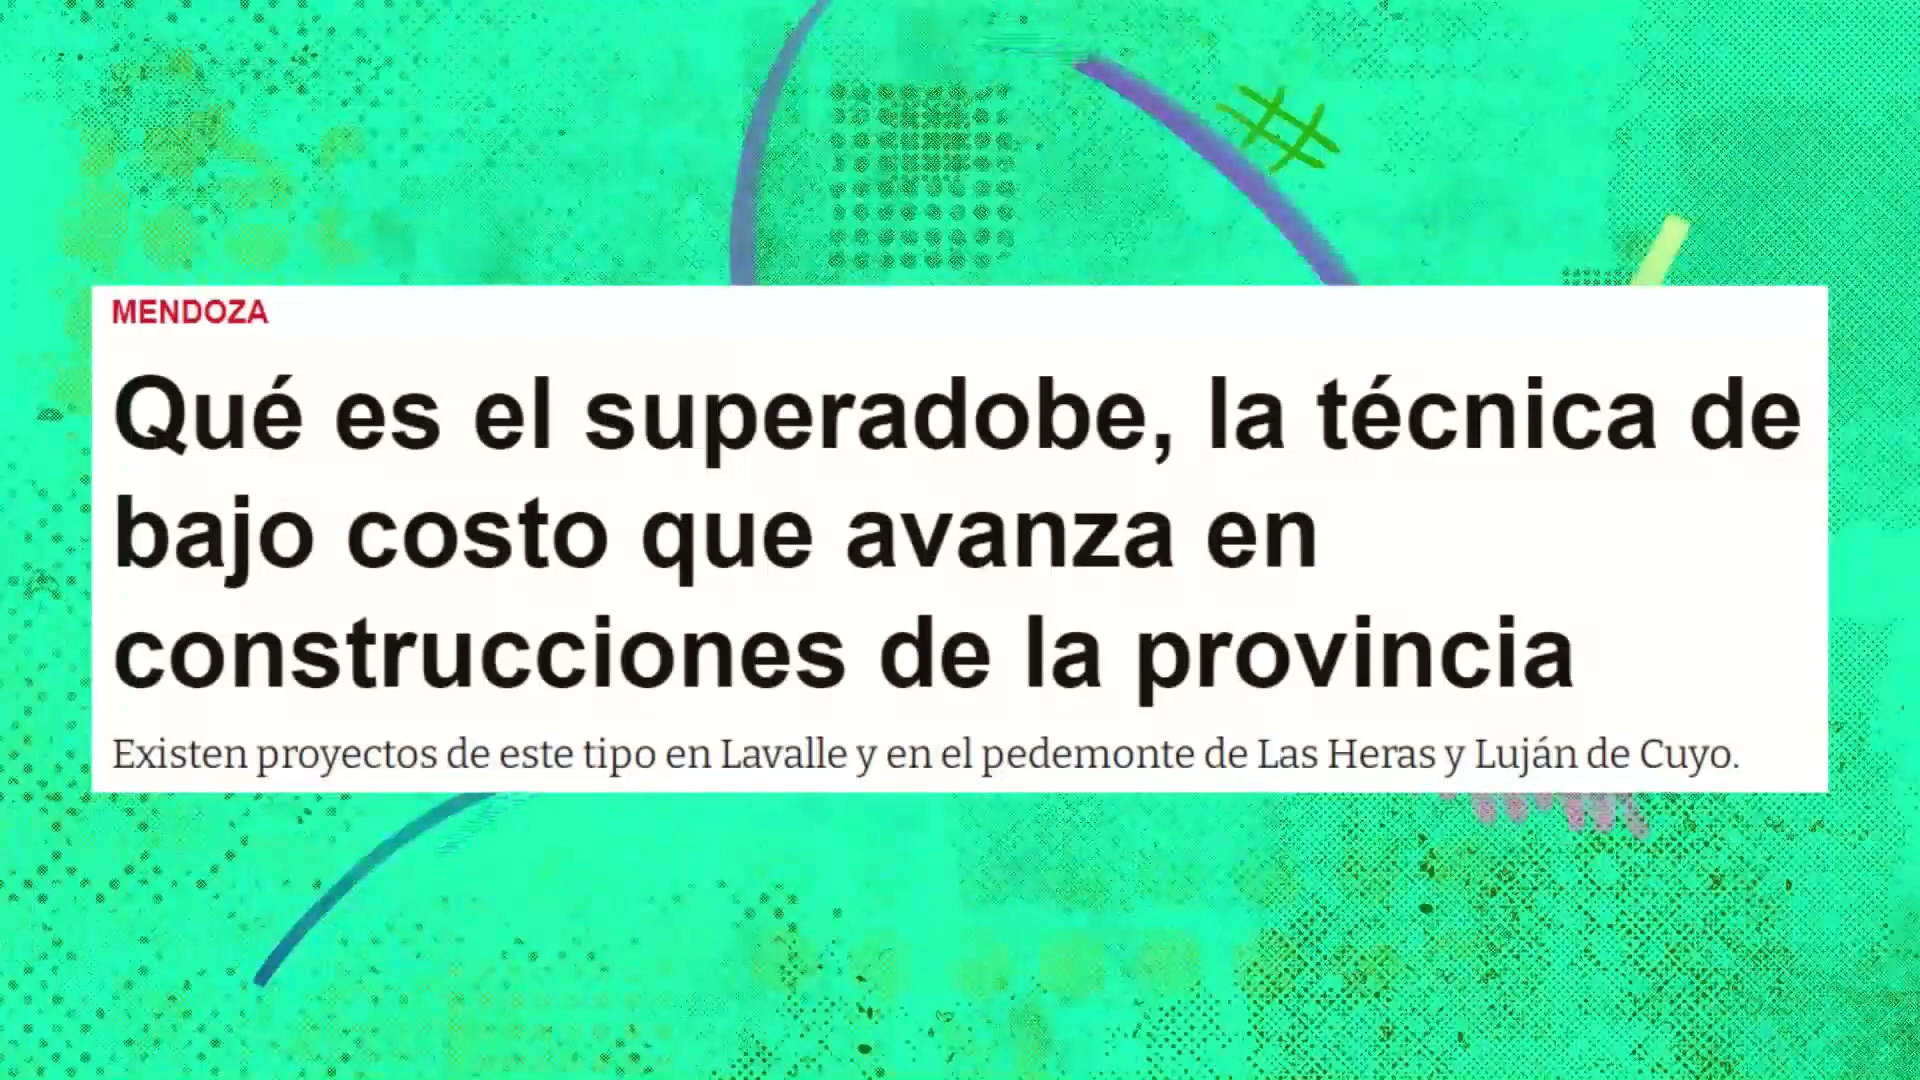 MENDOZA
Qué es el superadobe, la técnica de
bajo costo que avanza en
construcciones de la provincia
Existen proyectos de este tipo en Lavalle y en el pedemonte de Las Heras y Luján de Cuyo.